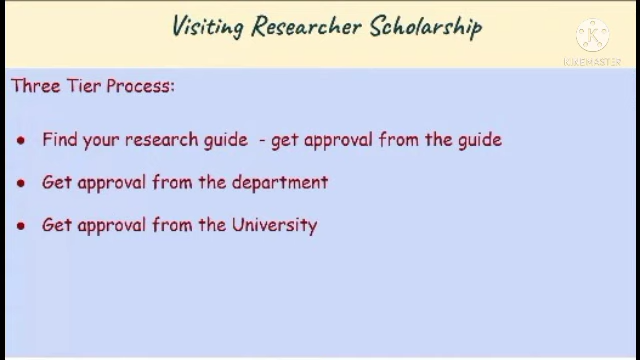 Visiting Researcher Scholarship
K
KINEMASTER
Three Tier Process:
● Find your research guide - get approval from the guide
● Get approval from the department
● Get approval from the University